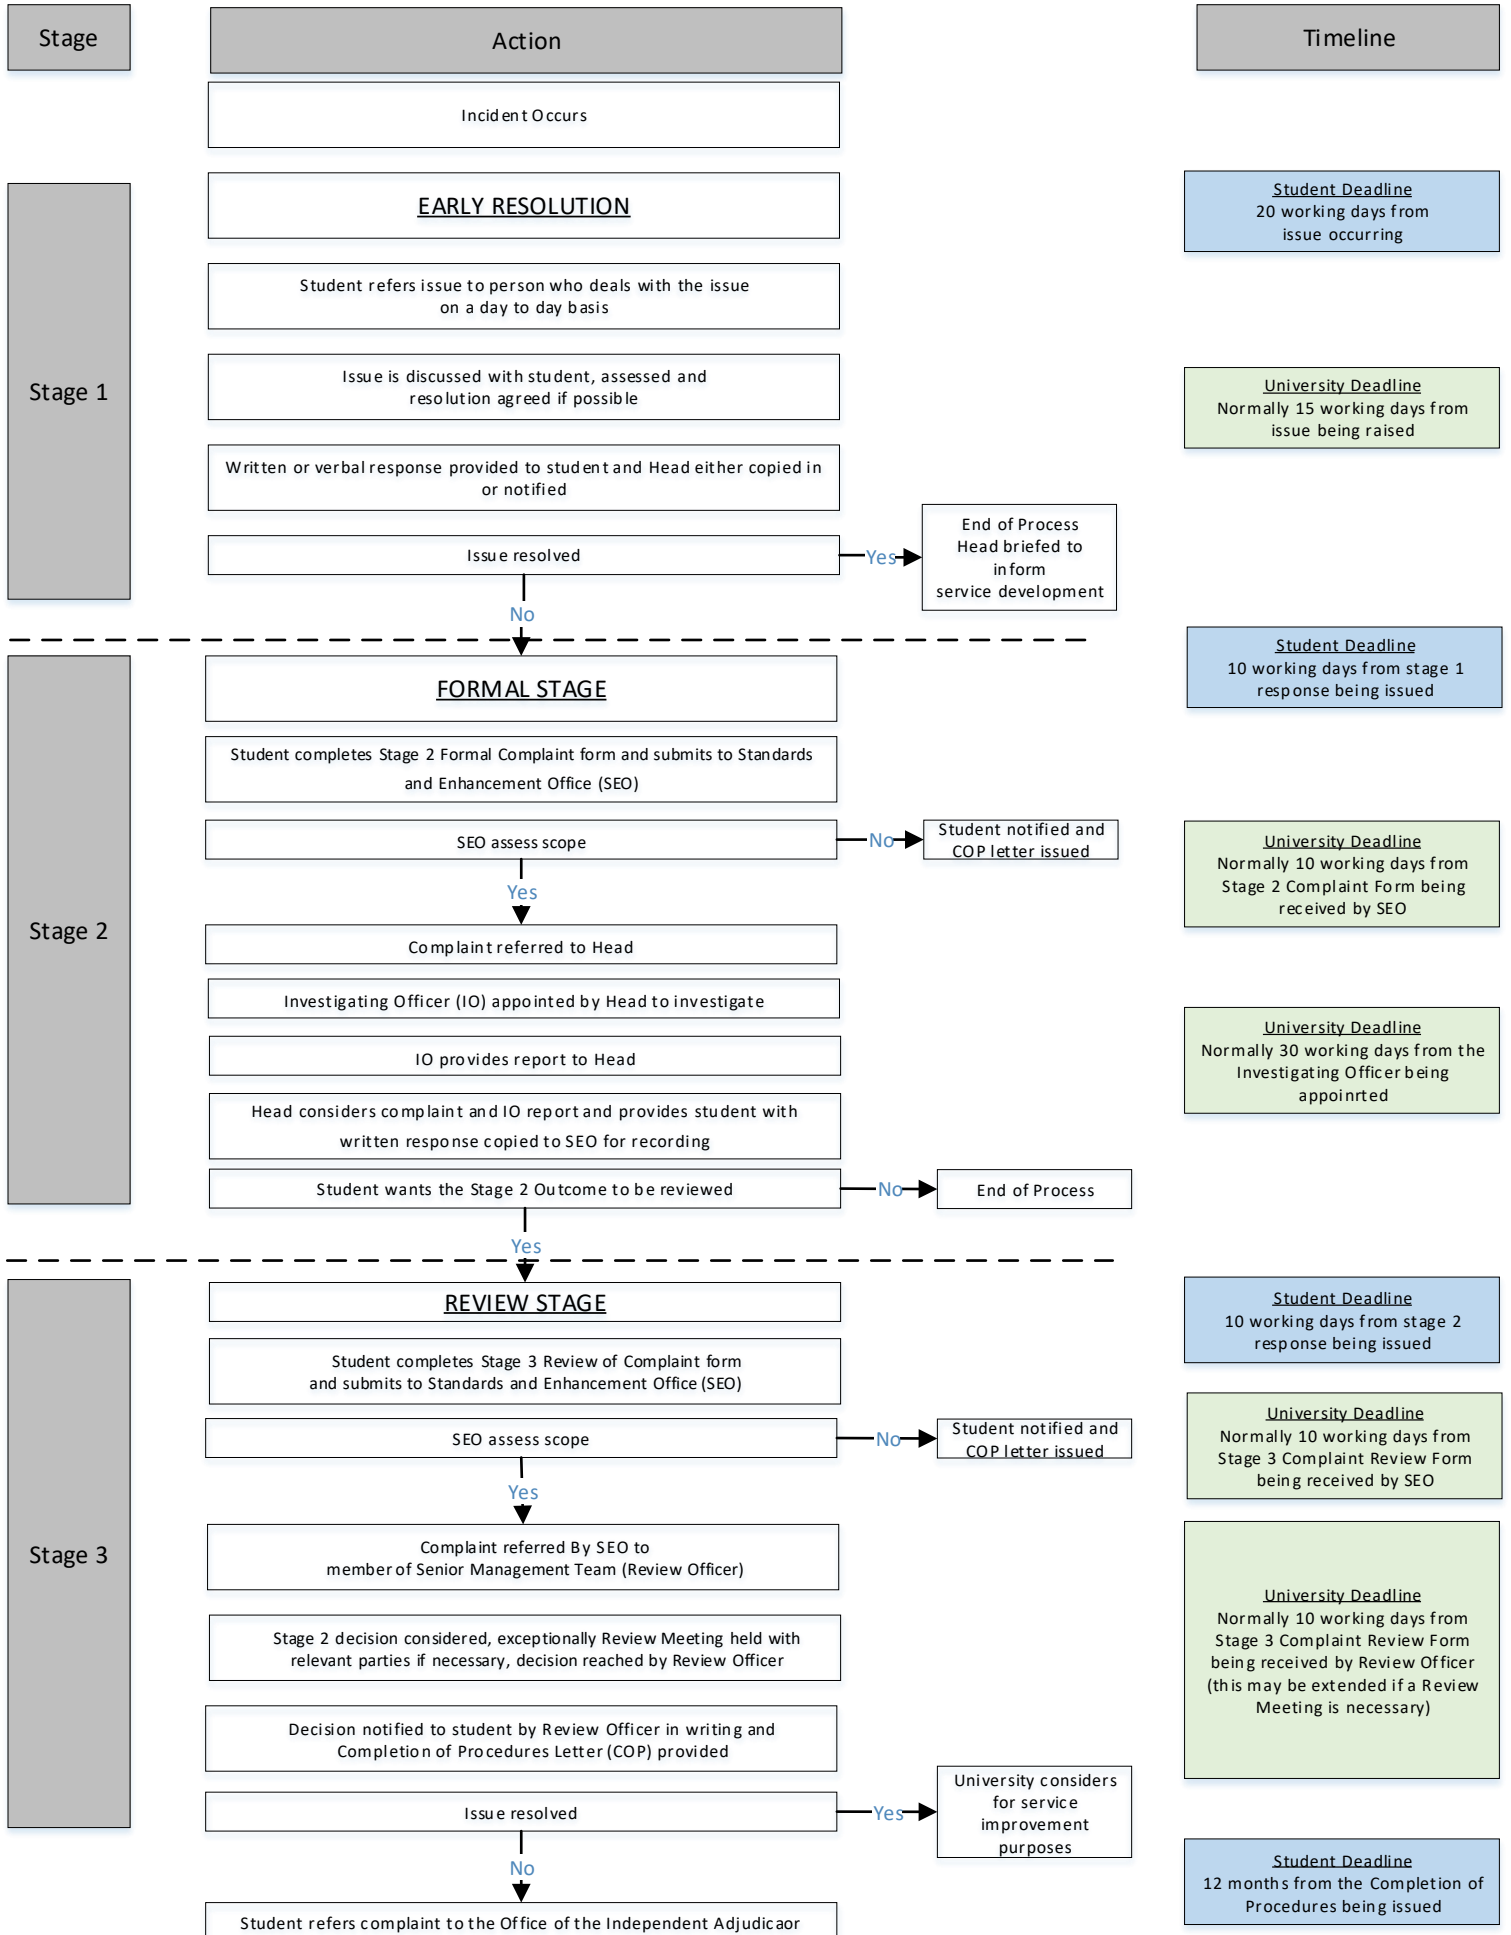 Stage
Action
Timeline
Incident Occurs
Stage 1
EARLY RESOLUTION
Student Deadline
20 working days from
issue occurring
Student refers issue to person who deals with the issue
on a day to day basis
Issue is discussed with student, assessed and
resolution agreed if possible
University Deadline
Normally 15 working days from
issue being raised
Written or verbal response provided to student and Head either copied in
or notified
Issue resolved
Yes
End of Process
Head briefed to
inform
service development
No
Student Deadline
10 working days from stage 1
response being issued
Stage 2
FORMAL STAGE
Student completes Stage 2 Formal Complaint form and submits to Standards
and Enhancement Office (SEO)
SEO assess scope
No
Student notified and
COP letter issued
University Deadline
Normally 10 working days from
Stage 2 Complaint Form being
received by SEO
Yes
Complaint referred to Head
Investigating Officer (IO) appointed by Head to investigate
IO provides report to Head
University Deadline
Normally 30 working days from the
Investigating Officer being
appoinrted
Head considers complaint and IO report and provides student with
written response copied to SEO for recording
Student wants the Stage 2 Outcome to be reviewed
No
End of Process
Yes
Stage 3
REVIEW STAGE
Student Deadline
10 working days from stage 2
response being issued
Student completes Stage 3 Review of Complaint form
and submits to Standards and Enhancement Office (SEO)
SEO assess scope
No
Student notified and
COP letter issued
University Deadline
Normally 10 working days from
Stage 3 Complaint Review Form
being received by SEO
Yes
Complaint referred By SEO to
member of Senior Management Team (Review Officer)
Stage 2 decision considered, exceptionally Review Meeting held with
relevant parties if necessary, decision reached by Review Officer
University Deadline
Normally 10 working days from
Stage 3 Complaint Review Form
being received by Review Officer
(this may be extended if a Review
Meeting is necessary)
Decision notified to student by Review Officer in writing and
Completion of Procedures Letter (COP) provided
Issue resolved
Yes
University considers
for service
improvement
purposes
No
Student Deadline
12 months from the Completion of
Procedures being issued
Student refers complaint to the Office of the Independent Adjudicaor